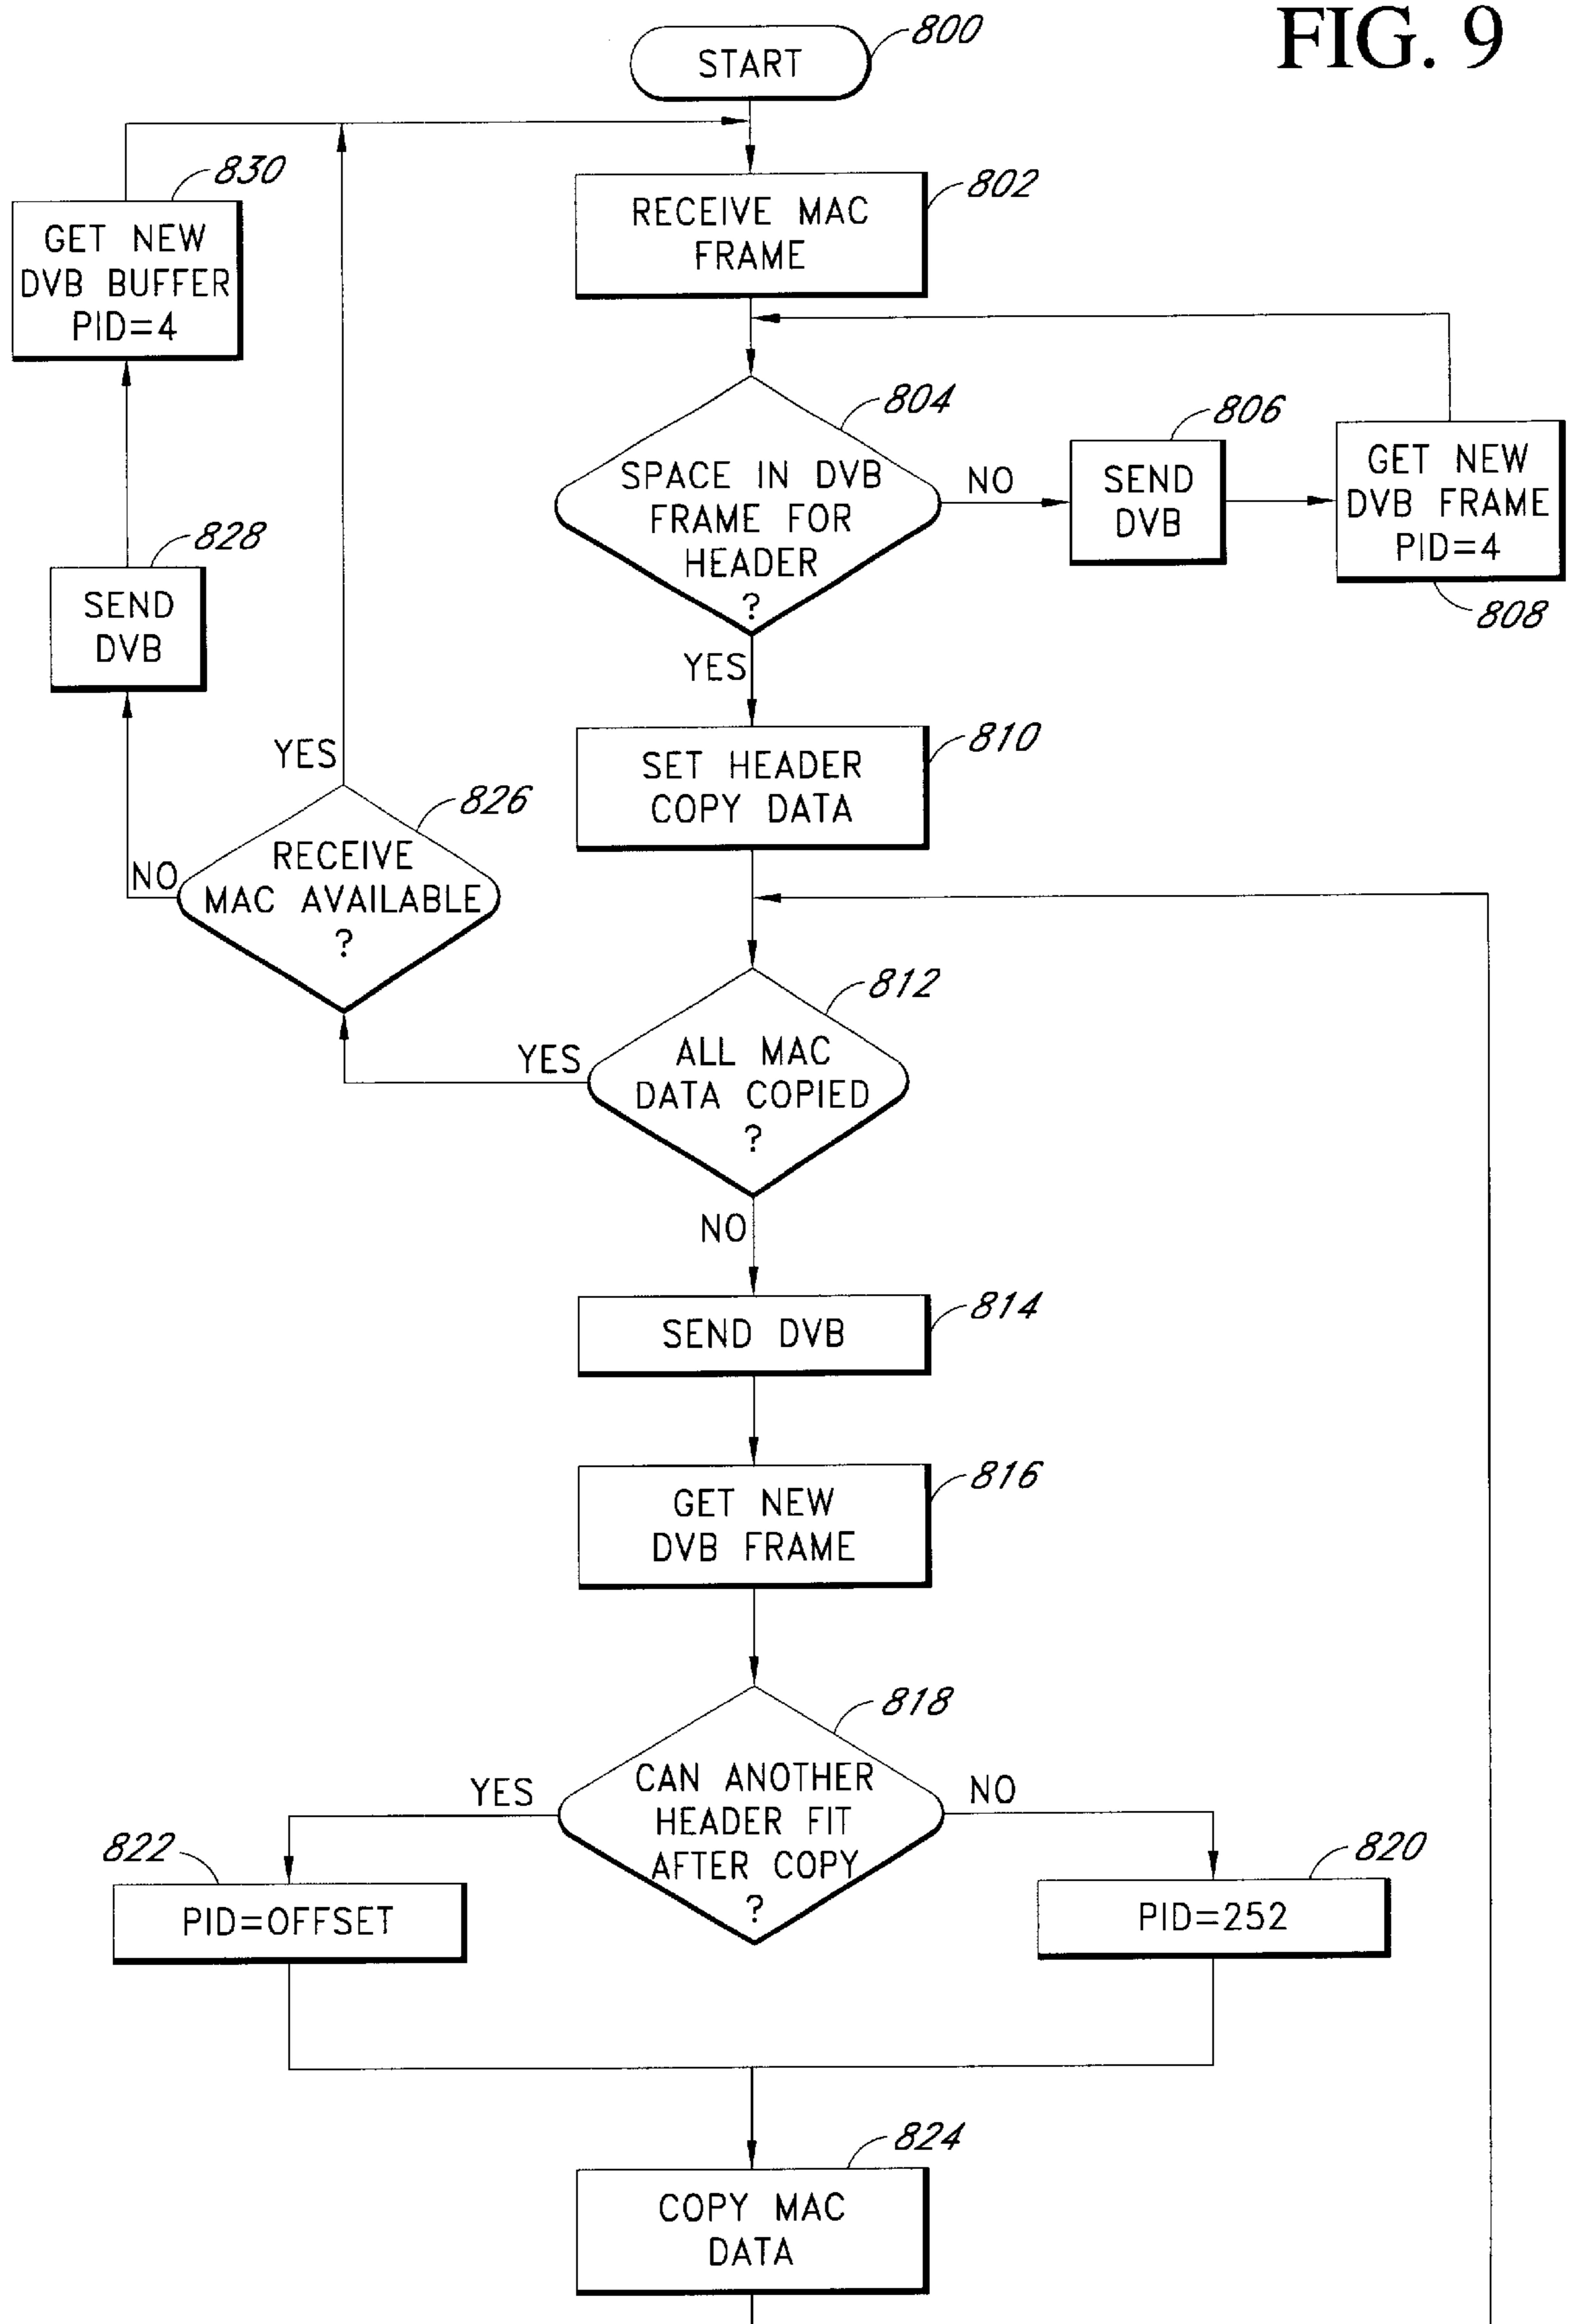 FIG. 9
START
800
830
GET NEW
DVB BUFFER
PID=4
RECEIVE MAC
FRAME
802
804
SPACE IN DVB
FRAME FOR
HEADER
?
NO
806
SEND
DVB
GET NEW
DVB FRAME
PID=4
808
828
SEND
DVB
YES
SET HEADER
COPY DATA
810
YES
826
RECEIVE
MAC AVAILABLE
?
NO
812
ALL MAC
DATA COPIED
?
YES
NO
SEND DVB
814
GET NEW
DVB FRAME
816
818
CAN ANOTHER
HEADER FIT
AFTER COPY
?
YES
NO
822
PID=OFFSET
820
PID=252
824
COPY MAC
DATA